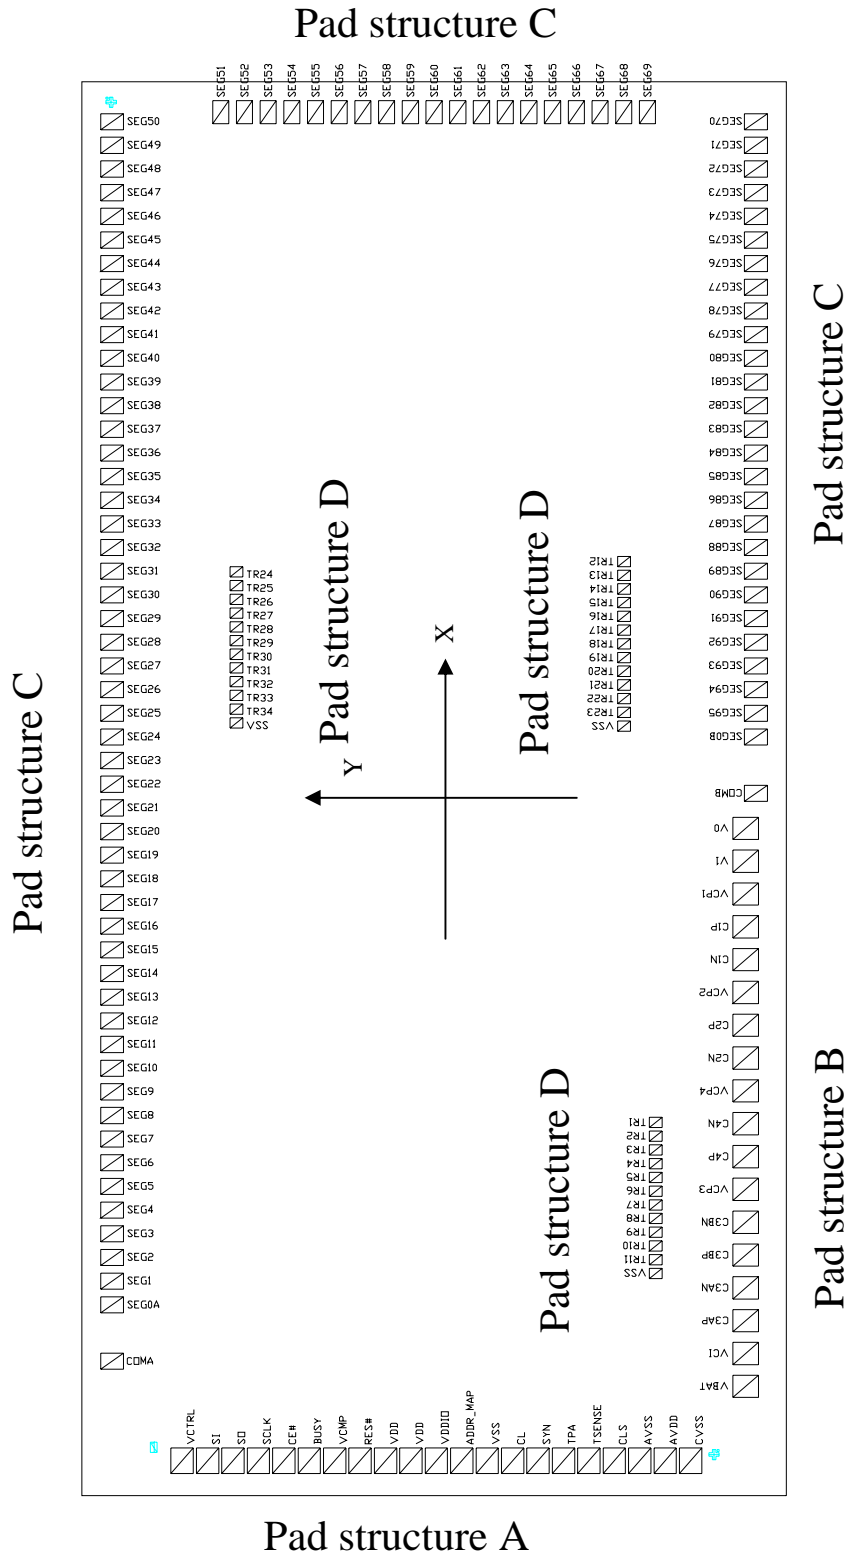 Pad structure C
SEG51
SEG52
SEG53
SEG54
SEG55
SEG56
SEG57
SEG58
SEG59
SEG60
SEG61
SEG62
SEG63
SEG64
SEG65
SEG66
SEG67
SEG68
SEG69
SEG50
SEG49
SEG48
SEG47
SEG46
SEG45
SEG44
SEG43
SEG42
SEG41
SEG40
SEG39
SEG38
SEG37
SEG36
SEG35
SEG34
SEG33
SEG32
SEG31
SEG30
SEG29
SEG28
SEG27
SEG26
SEG25
SEG24
SEG23
SEG22
SEG21
SEG20
SEG19
SEG18
SEG17
SEG16
SEG15
SEG14
SEG13
SEG12
SEG11
SEG10
SEG9
SEG8
SEG7
SEG6
SEG5
SEG4
SEG3
SEG2
SEG1
SEG0A
COMA
Pad structure C
TR24
TR25
TR26
TR27
TR28
TR29
TR30
TR31
TR32
TR33
TR34
VSS
Pad structure D
X
Y
Pad structure D
TR12
TR13
TR14
TR15
TR16
TR17
TR18
TR19
TR20
TR21
TR22
TR23
VSS
Pad structure D
TR1
TR2
TR3
TR4
TR5
TR6
TR7
TR8
TR9
TR10
TR11
VSS
SEG70
SEG71
SEG72
SEG73
SEG74
SEG75
SEG76
SEG77
SEG78
SEG79
SEG80
SEG81
SEG82
SEG83
SEG84
SEG85
SEG86
SEG87
SEG88
SEG89
SEG90
SEG91
SEG92
SEG93
SEG94
SEG95
SEG0B
COMB
V0
V1
VCP1
C1P
C1N
VCP2
C2P
C2N
VCP4
C4N
C4P
VCP3
C3BN
C3BP
C3AN
C3AP
VCI
VBAT
Pad structure C
Pad structure B
VCTRL
SI
SO
SCLK
CE#
BUSY
VCMP
RES#
VDD
VDD
VDDIO
ADDR_MAP
VSS
CL
SYN
TPA
TSENSE
CLS
AVSS
AVDD
CVSS
Pad structure A